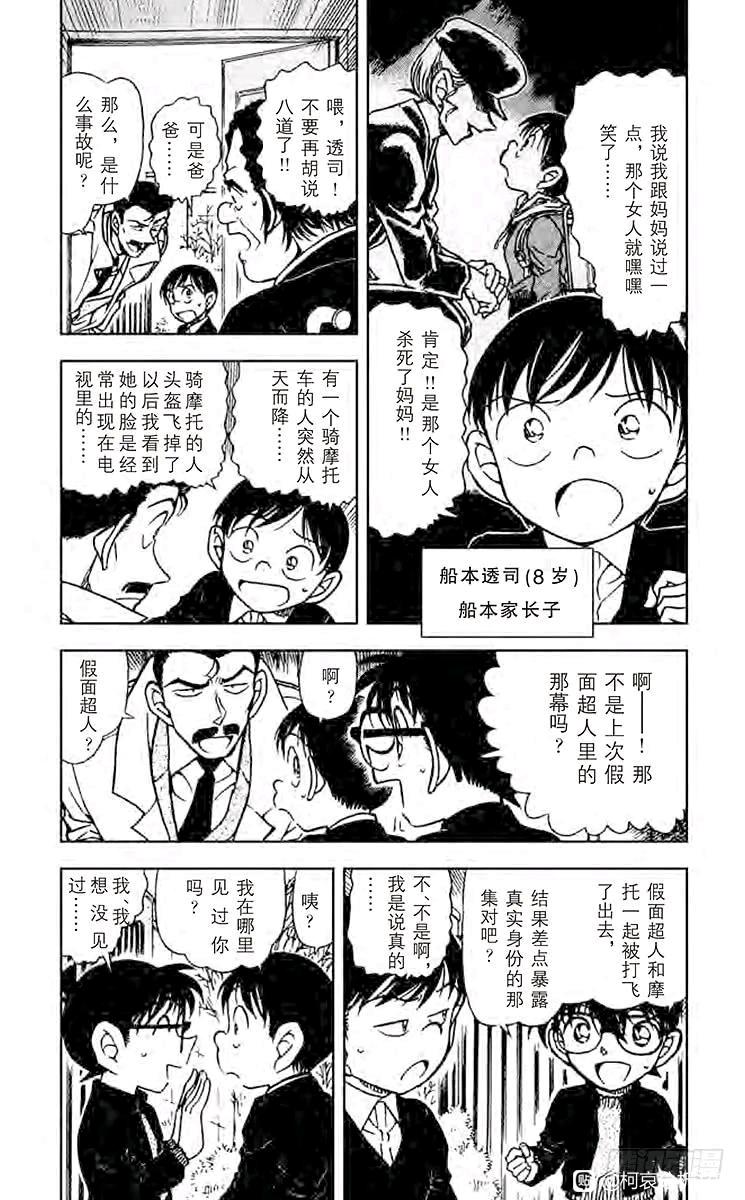 我说我跟妈妈说过一
点，那个女人就嘿嘿
笑了……
肯定!!是那个女人
杀死了妈妈!!
船本透司(8岁)
船本家长子
喂，透司！
不要再胡说
八道了!!
可是爸
爸……
那么，是什
么事故呢？
有一个骑摩托
车的人突然从
天而降……
骑摩托的人
头盔飞掉了
以后我看到
她的脸是经
常出现在电
视里的……
啊——！那
不是上次假
面超人里的
那幕吗？
啊？
假面超人？
假面超人和摩
托一起被打飞
了出去，
结果差点暴露
真实身份的那
集对吧？
不、不是啊，
我是说真的
……
咦？
我在哪里
见过你
吗？
我、我
想没见
过……
@柯哀